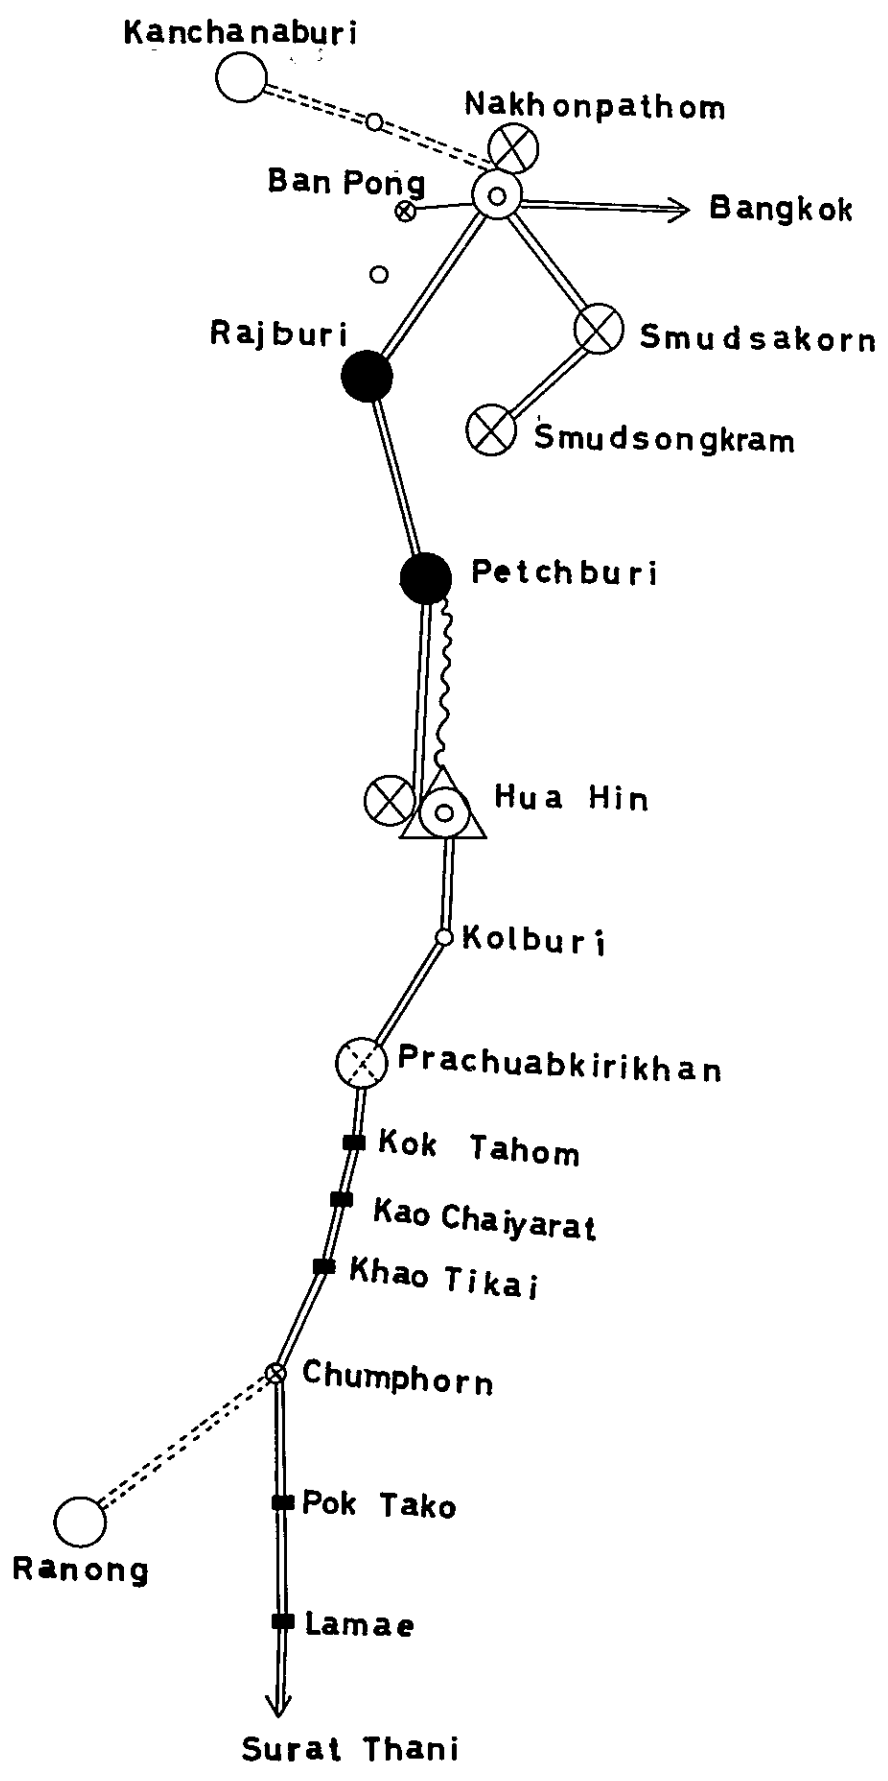 Kanchanaburi
Nakhonpathom
Ban Pong
Bangkok
Rajburi
Smudsakorn
Smudsongkram
Petchburi
Hua Hin
Kolburi
Prachuabkirikhan
Kok Tahom
Kao Chaiyarat
Khao Tikai
Chumphorn
Pok Tako
Ranong
Lamae
Surat Thani